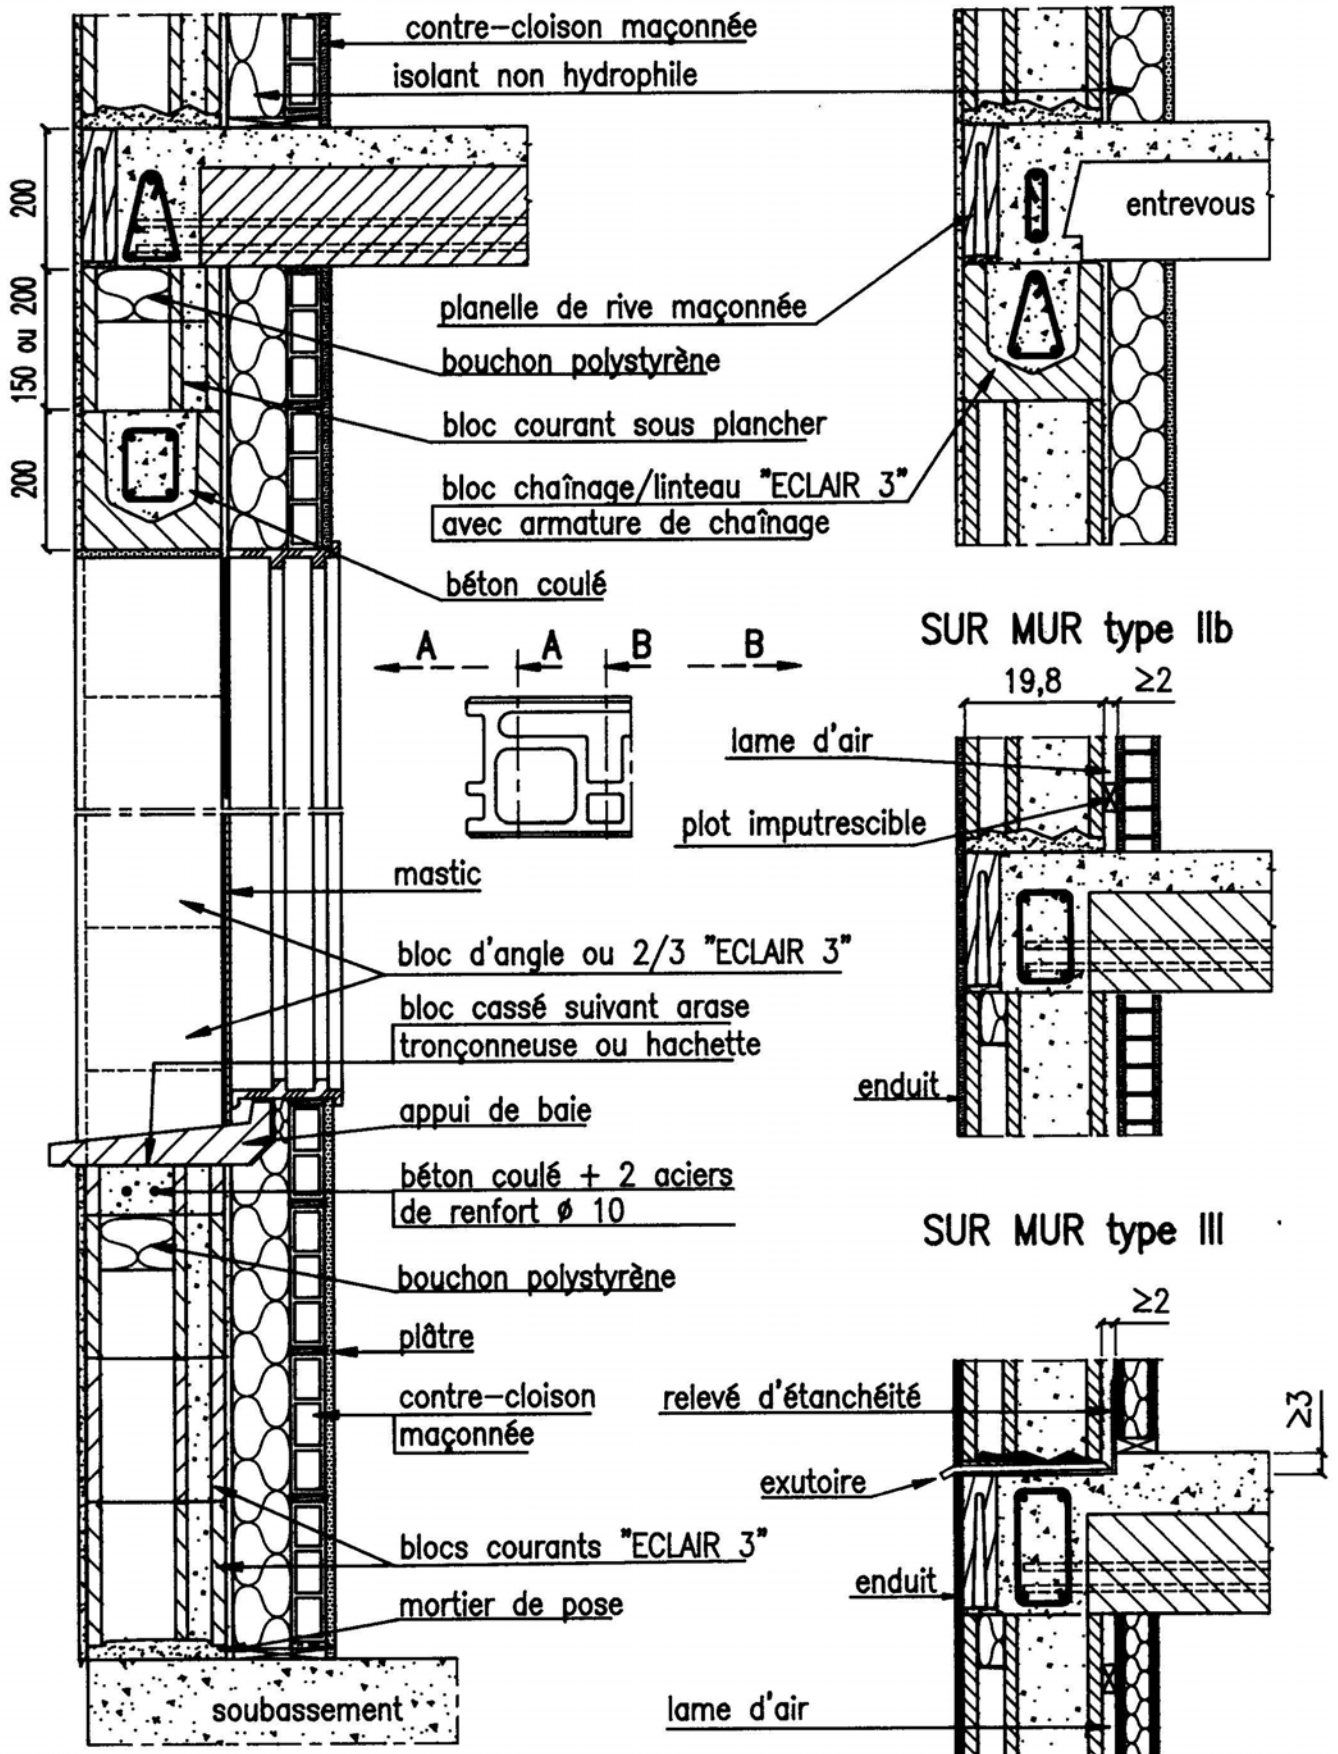 contre-cloison maçonnée
isolant non hydrophile
200
150 ou 200
200
entrevous
planelle de rive maçonnée
bouchon polystyrène
bloc courant sous plancher
bloc chaînage/linteau "ECLAIR 3"
avec armature de chaînage
béton coulé
A A B B
SUR MUR type IIb
19,8 ≥2
lame d'air
plot imputrescible
enduit
mastic
bloc d'angle ou 2/3 "ECLAIR 3"
bloc cassé suivant arase
tronçonneuse ou hachette
appui de baie
béton coulé + 2 aciers
de renfort ø 10
bouchon polystyrène
plâtre
contre-cloison
maçonnée
blocs courants "ECLAIR 3"
mortier de pose
soubassement
SUR MUR type III
≥2
relevé d'étanchéité
≥3
exutoire
enduit
lame d'air